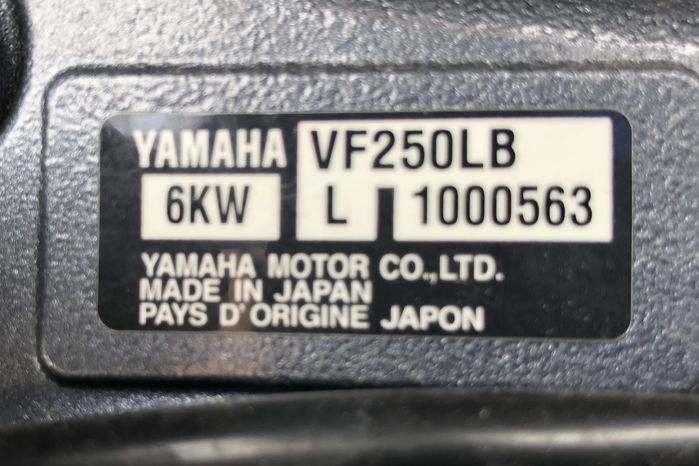 YAMAHA VF250LB
6KW L 1000563
YAMAHA MOTOR CO.,LTD.
MADE IN JAPAN
PAYS D'ORIGINE JAPON